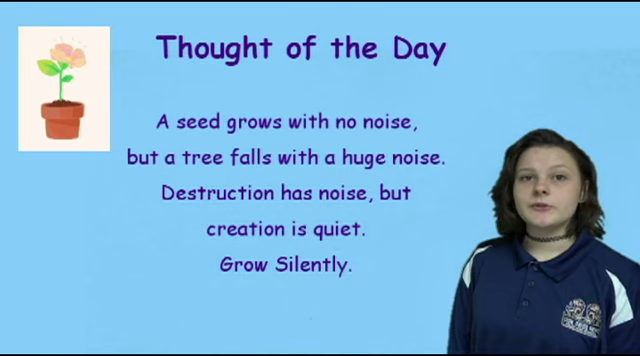 Thought of the Day
A seed grows with no noise,
but a tree falls with a huge noise.
Destruction has noise, but
creation is quiet.
Grow Silently.